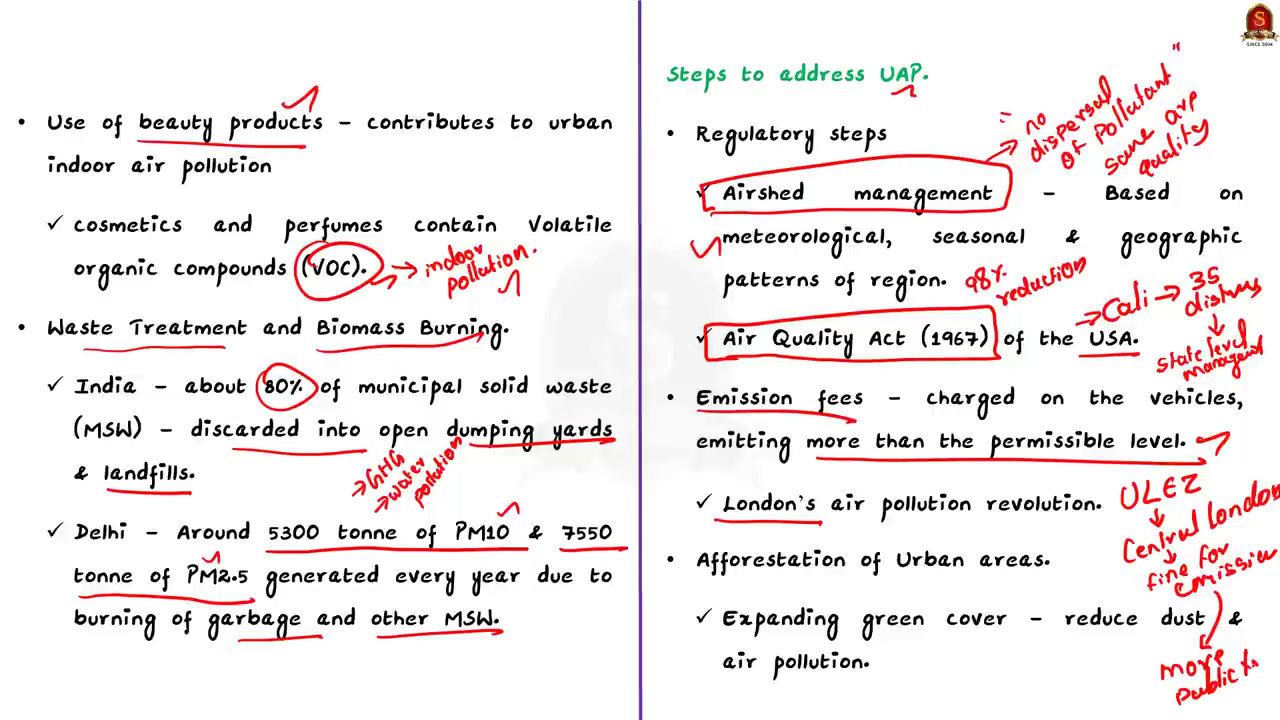 • Use of beauty products - contributes to urban
indoor air pollution
✓ cosmetics and perfumes contain Volatile
organic compounds (VOC).
→ indoor
pollution.
• Waste Treatment and Biomass Burning.
✓ India - about 80% of municipal solid waste
(MSW) - discarded into open dumping yards
& landfills.
→ GHG
→ water
pollution
✓ Delhi - Around 5300 tonne of PM10 & 7550
tonne of PM2.5 generated every year due to
burning of garbage and other MSW.
S
SINCE 2004
Steps to address UAP.
• Regulatory steps
= no
dispersal
of pollutant"
same
quality
✓ Airshed management - Based on
meteorological, seasonal & geographic
patterns of region.
98%
reduction
✓ Air Quality Act (1967) of the USA.
→ Cali → 35
state level
• Emission fees - charged on the vehicles,
emitting more than the permissible level.
✓ London's air pollution revolution.
ULEZ
Central London
fine for
emission
more
public
• Afforestation of Urban areas.
✓ Expanding green cover - reduce dust &
air pollution.